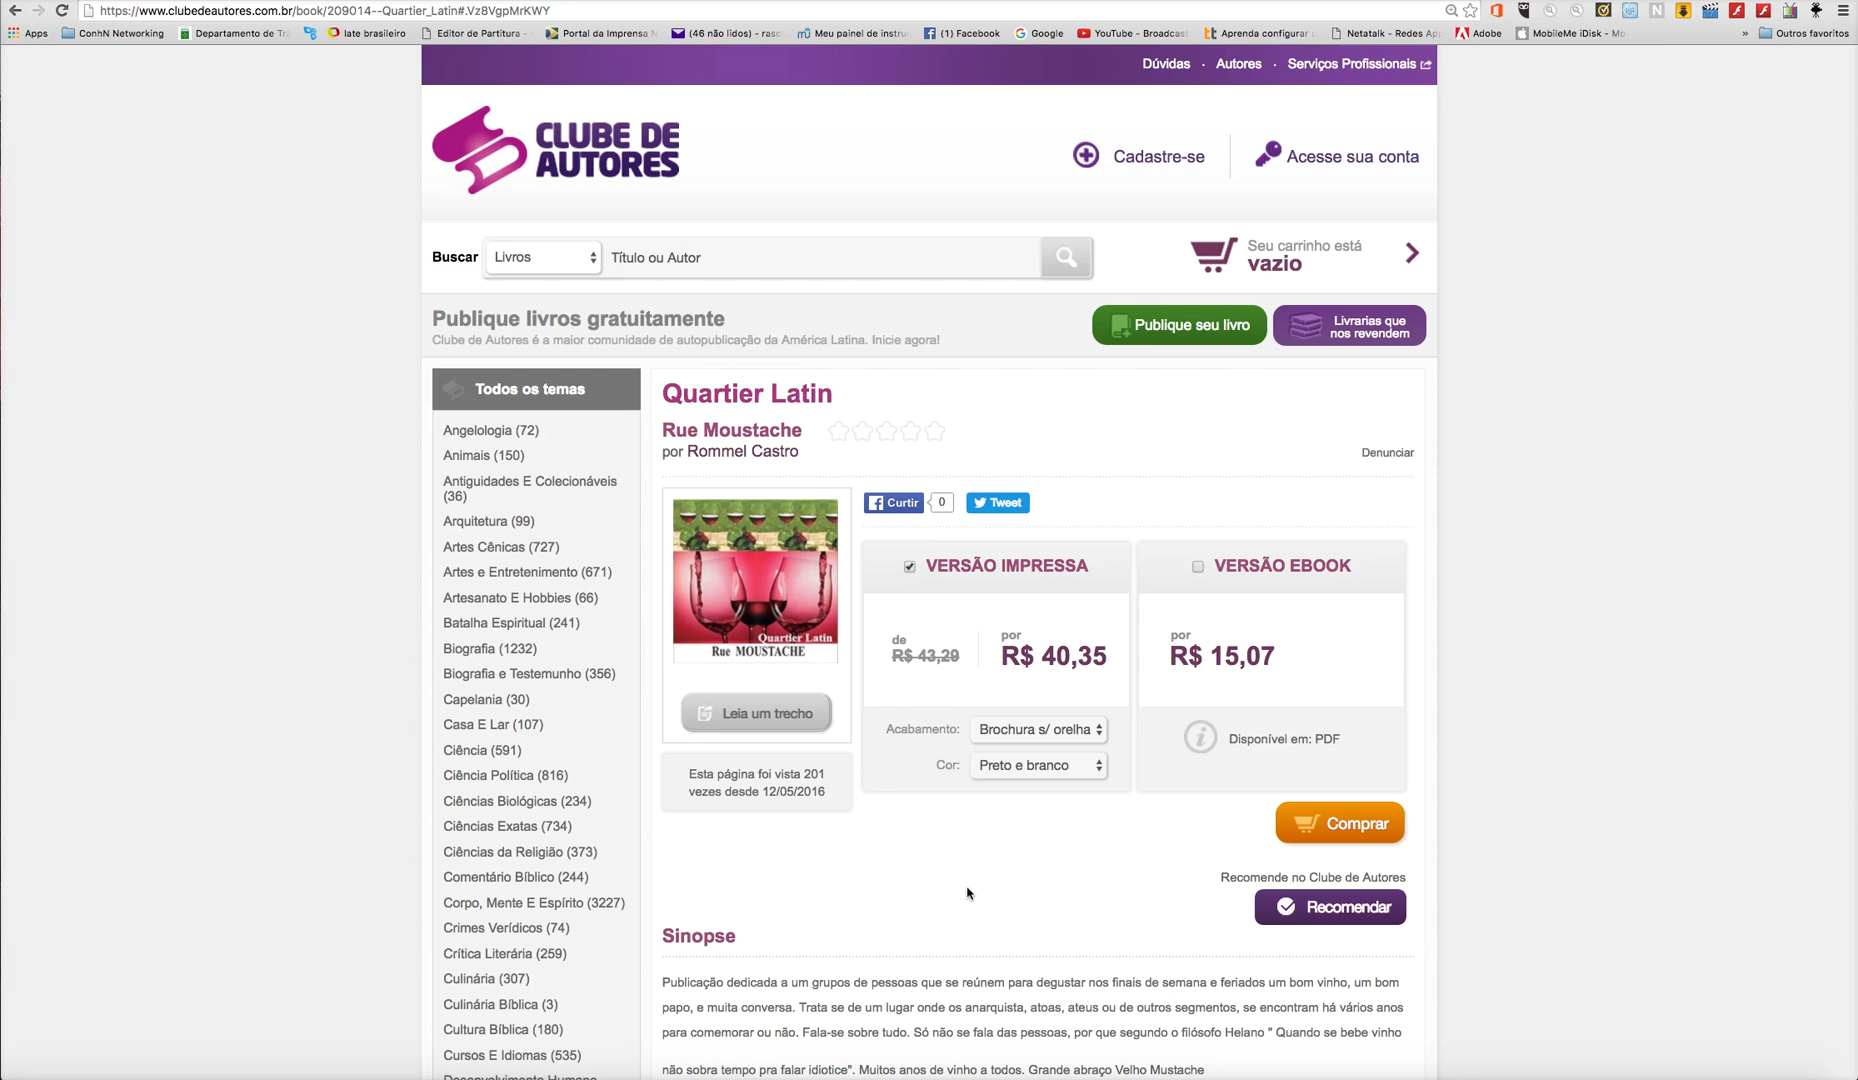 https://www.clubedeautores.com.br/book/209014--Quartier_Latin#.Vz8VgpMrKWY
Apps
ConhN Networking
Departamento de Tr
Iate brasileiro
Editor de Partitura -
Portal da Imprensa
(46 não lidos) - rasc
Meu painel de instru
(1) Facebook
Google
YouTube - Broadcas
Aprenda configurar
Netatalk - Redes Ap
Adobe
MobileMe iDisk - Mo
»
Outros favoritos
Dúvidas · Autores · Serviços Profissionais
CLUBE DE
AUTORES
Cadastre-se
Acesse sua conta
Buscar
Livros
Título ou Autor
Seu carrinho está
vazio
Publique livros gratuitamente
Clube de Autores é a maior comunidade de autopublicação da América Latina. Inicie agora!
Publique seu livro
Livrarias que
nos revendem
Todos os temas
Angelologia (72)
Animais (150)
Antiguidades E Colecionáveis
(36)
Arquitetura (99)
Artes Cênicas (727)
Artes e Entretenimento (671)
Artesanato E Hobbies (66)
Batalha Espiritual (241)
Biografia (1232)
Biografia e Testemunho (356)
Capelania (30)
Casa E Lar (107)
Ciência (591)
Ciência Política (816)
Ciências Biológicas (234)
Ciências Exatas (734)
Ciências da Religião (373)
Comentário Bíblico (244)
Corpo, Mente E Espírito (3227)
Crimes Verídicos (74)
Crítica Literária (259)
Culinária (307)
Culinária Bíblica (3)
Cultura Bíblica (180)
Cursos E Idiomas (535)
Desenvolvimento Humano
Quartier Latin
Rue Moustache
por Rommel Castro
Denunciar
Quartier Latin
Rue MOUSTACHE
Leia um trecho
Esta página foi vista 201
vezes desde 12/05/2016
Curtir
0
Tweet
VERSÃO IMPRESSA
de
R$ 43,29
por
R$ 40,35
Acabamento:
Brochura s/ orelha
Cor:
Preto e branco
VERSÃO EBOOK
por
R$ 15,07
Disponível em: PDF
Comprar
Recomende no Clube de Autores
Recomendar
Sinopse
Publicação dedicada a um grupos de pessoas que se reúnem para degustar nos finais de semana e feriados um bom vinho, um bom
papo, e muita conversa. Trata se de um lugar onde os anarquista, atoas, ateus ou de outros segmentos, se encontram há vários anos
para comemorar ou não. Fala-se sobre tudo. Só não se fala das pessoas, por que segundo o filósofo Helano " Quando se bebe vinho
não sobra tempo pra falar idiotice". Muitos anos de vinho a todos. Grande abraço Velho Mustache